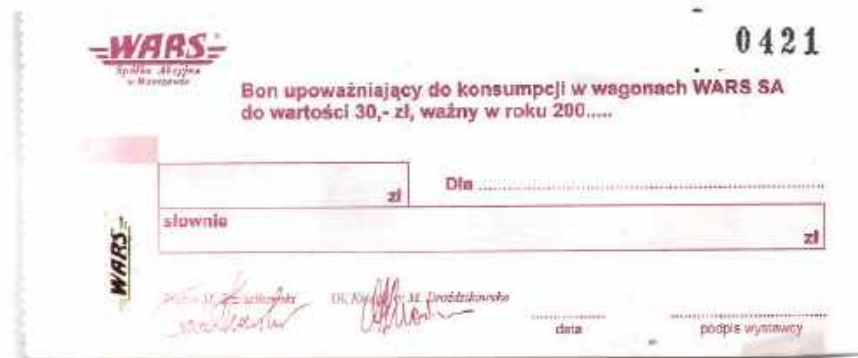 WARS
Spółka Akcyjna
w Warszawie
0421
Bon upoważniający do konsumpcji w wagonach WARS SA
do wartości 30,- zł, ważny w roku 200.....
zł
Dla
słownie
zł
WARS
M. Droździkowska
data
podpis wystawcy